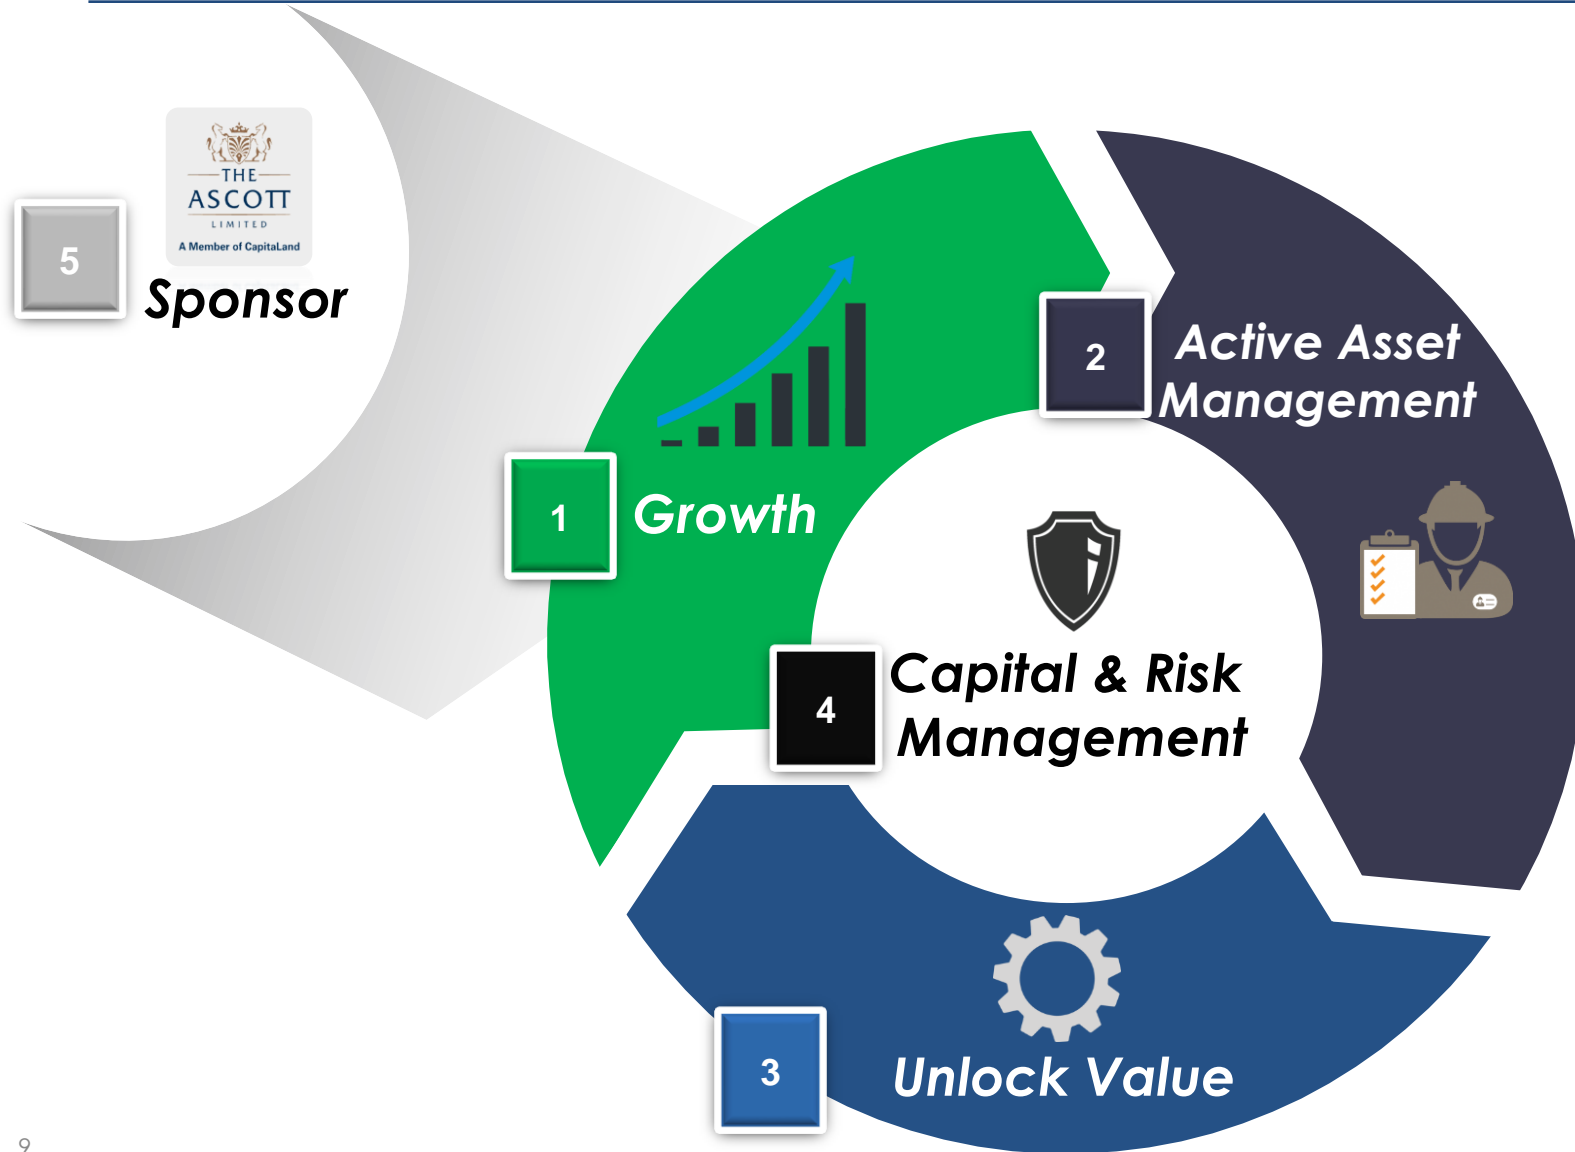 THE
ASCOTT
LIMITED
A Member of CapitaLand
5
Sponsor
1
Growth
2
Active Asset
Management
4
Capital & Risk
Management
3
Unlock Value
9